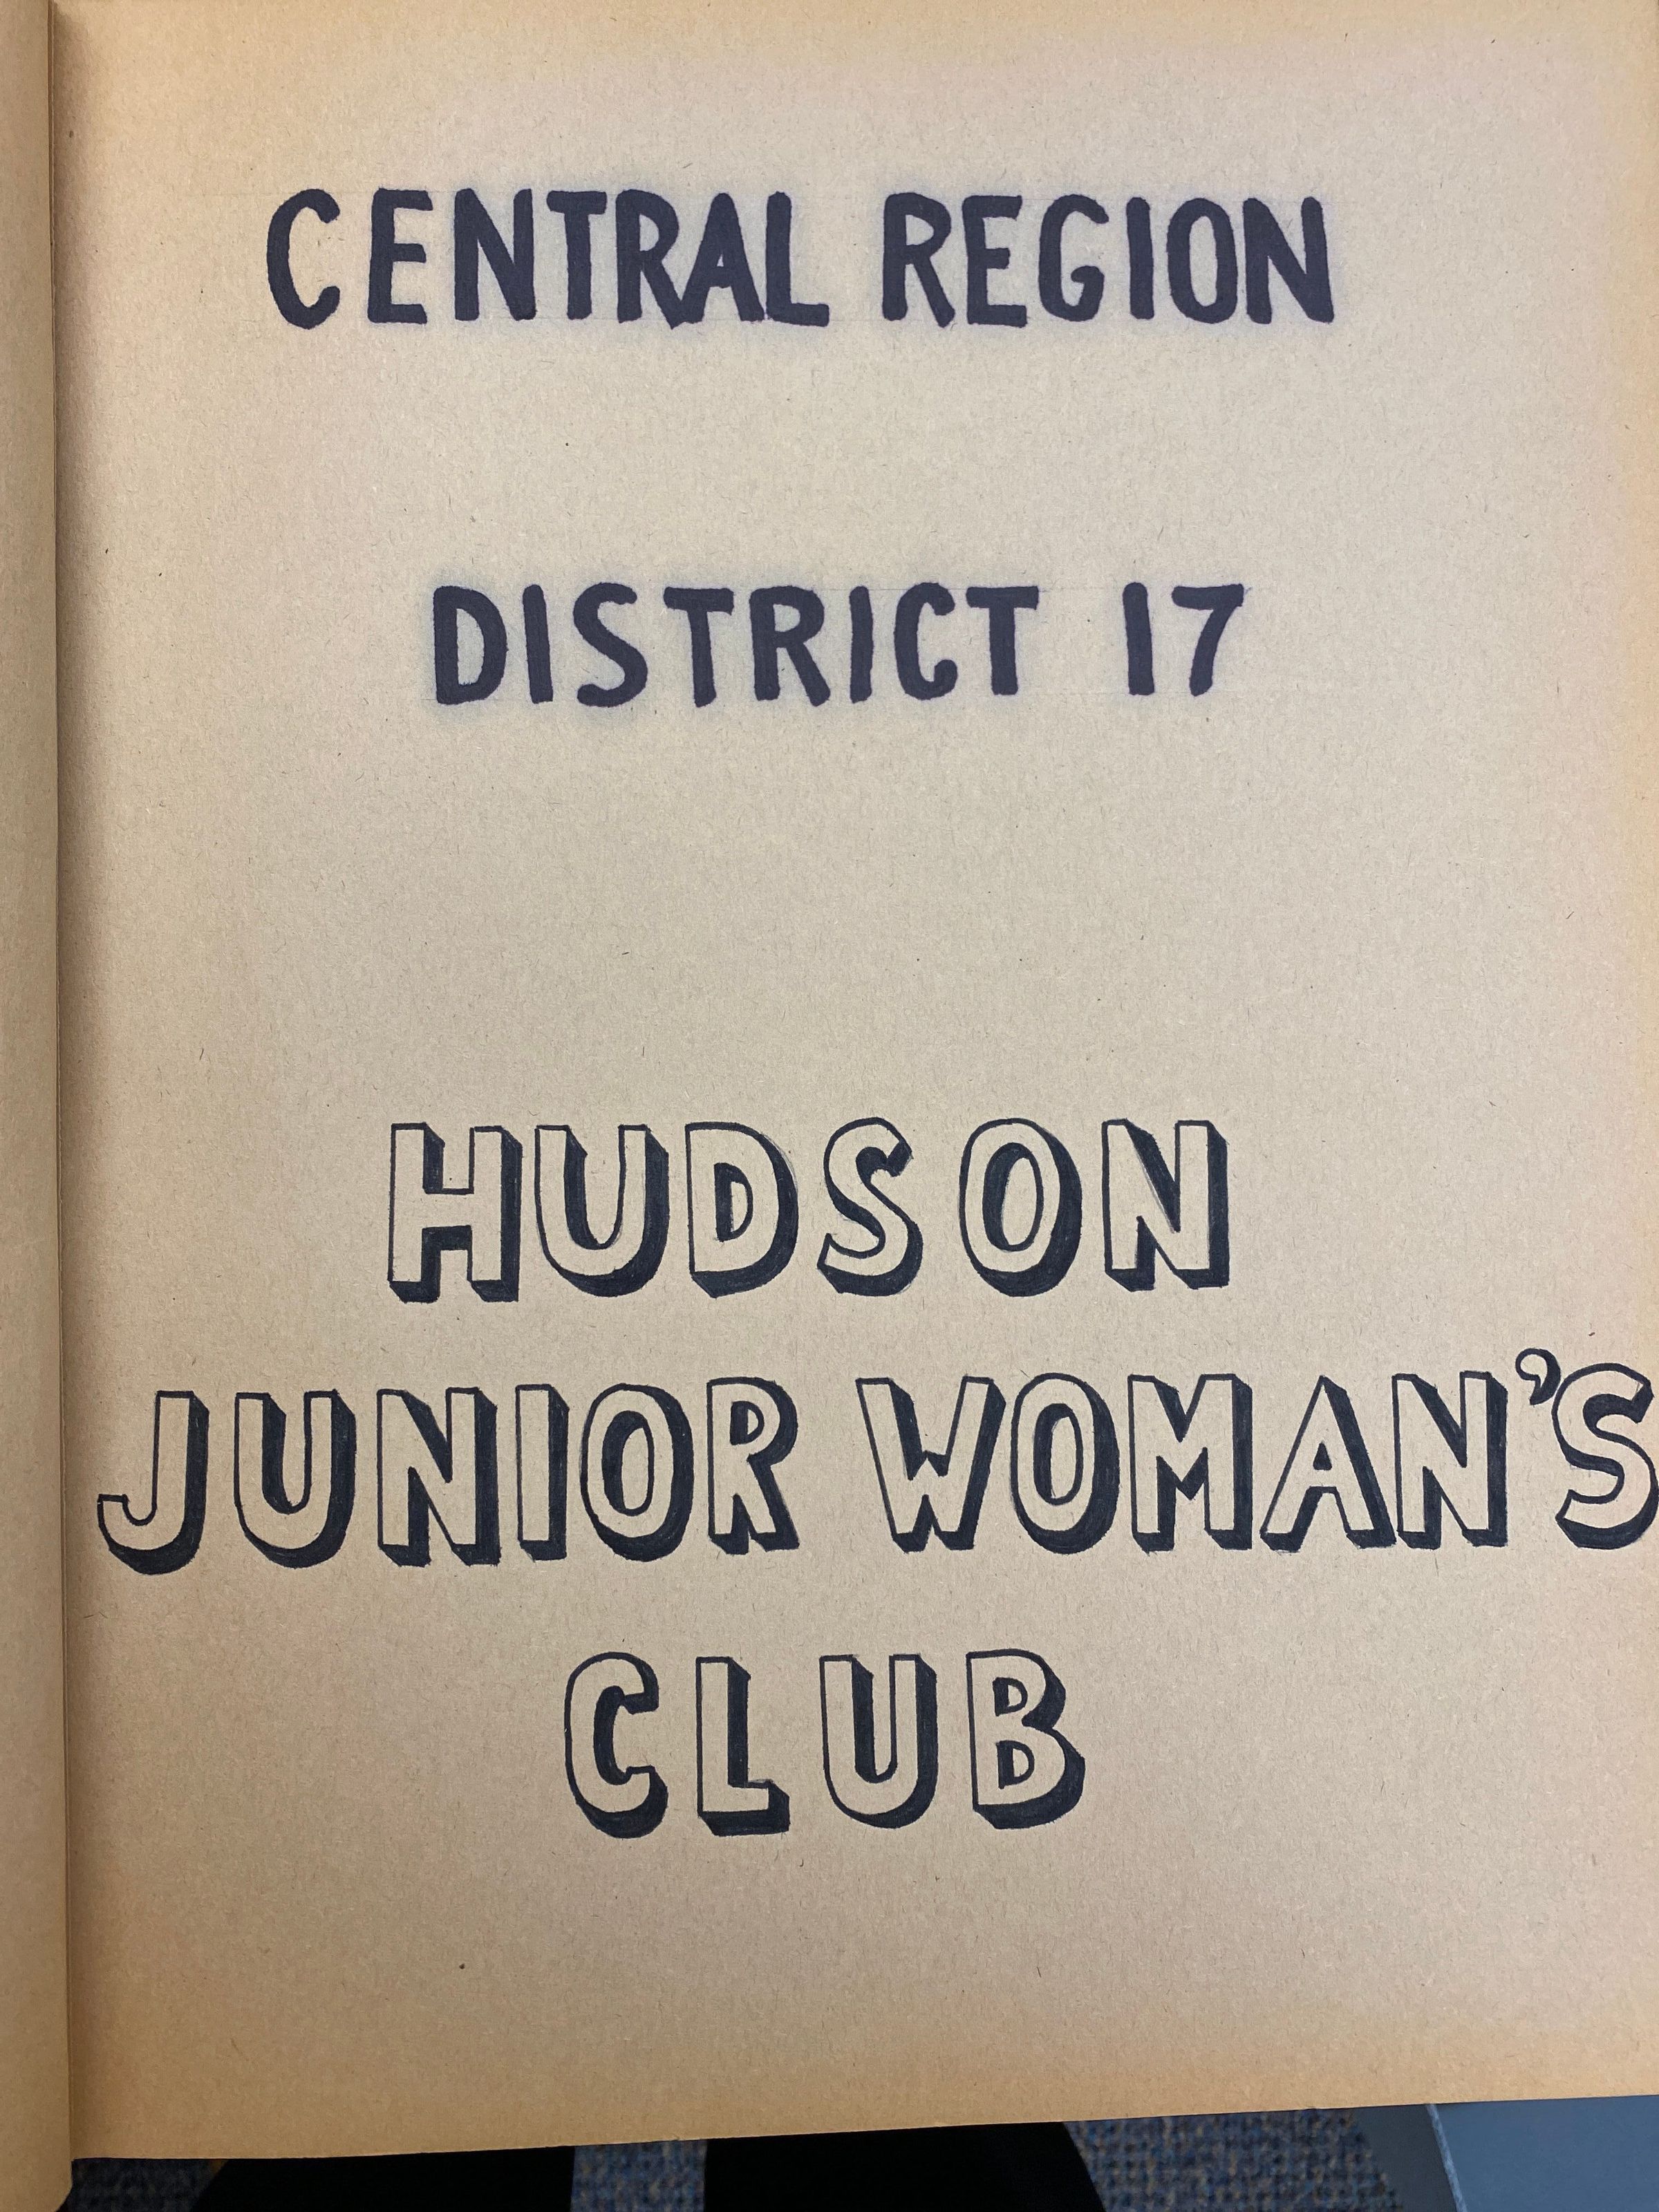 CENTRAL REGION
DISTRICT 17
HUDSON
JUNIOR WOMAN'S
CLUB